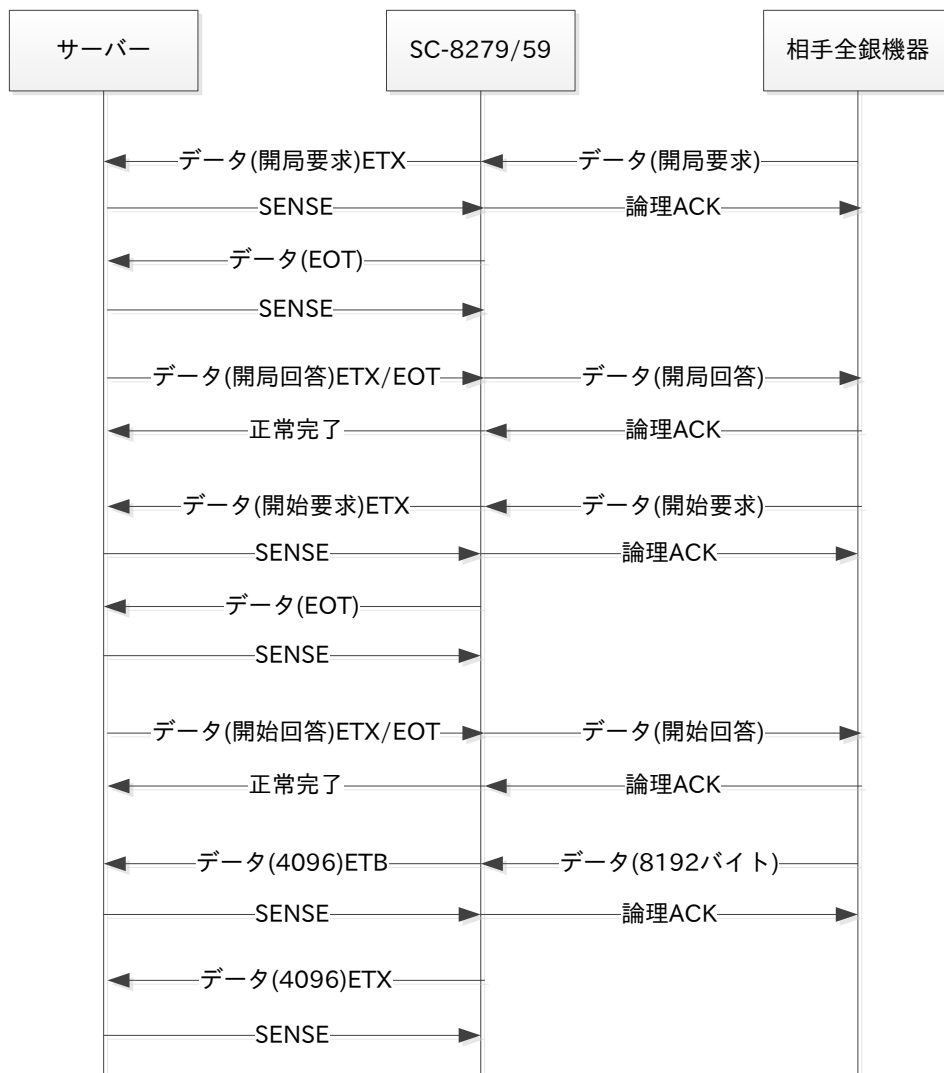 サーバー
SC-8279/59
相手全銀機器
データ(開局要求)ETX
データ(開局要求)
SENSE
論理ACK
データ(EOT)
SENSE
データ(開局回答)ETX/EOT
データ(開局回答)
正常完了
論理ACK
データ(開始要求)ETX
データ(開始要求)
SENSE
論理ACK
データ(EOT)
SENSE
データ(開始回答)ETX/EOT
データ(開始回答)
正常完了
論理ACK
データ(4096)ETB
データ(8192バイト)
SENSE
論理ACK
データ(4096)ETX
SENSE